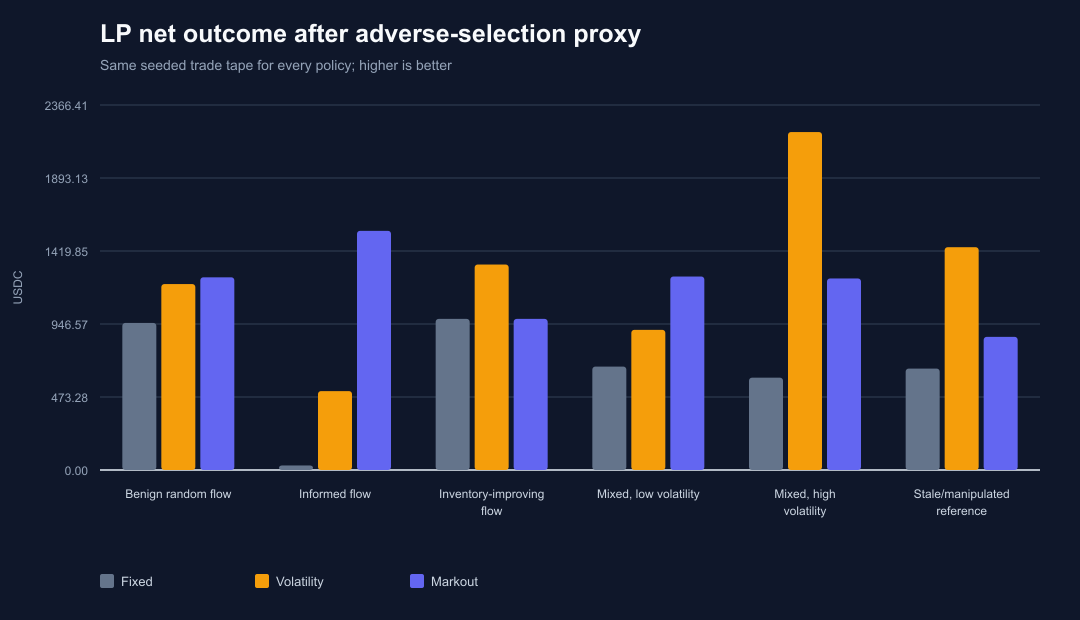 LP net outcome after adverse-selection proxy
Same seeded trade tape for every policy; higher is better
2366.41
1893.13
1419.85
946.57
473.28
0.00
USDC
Benign random flow
Informed flow
Inventory-improving
flow
Mixed, low volatility
Mixed, high
volatility
Stale/manipulated
reference
Fixed
Volatility
Markout